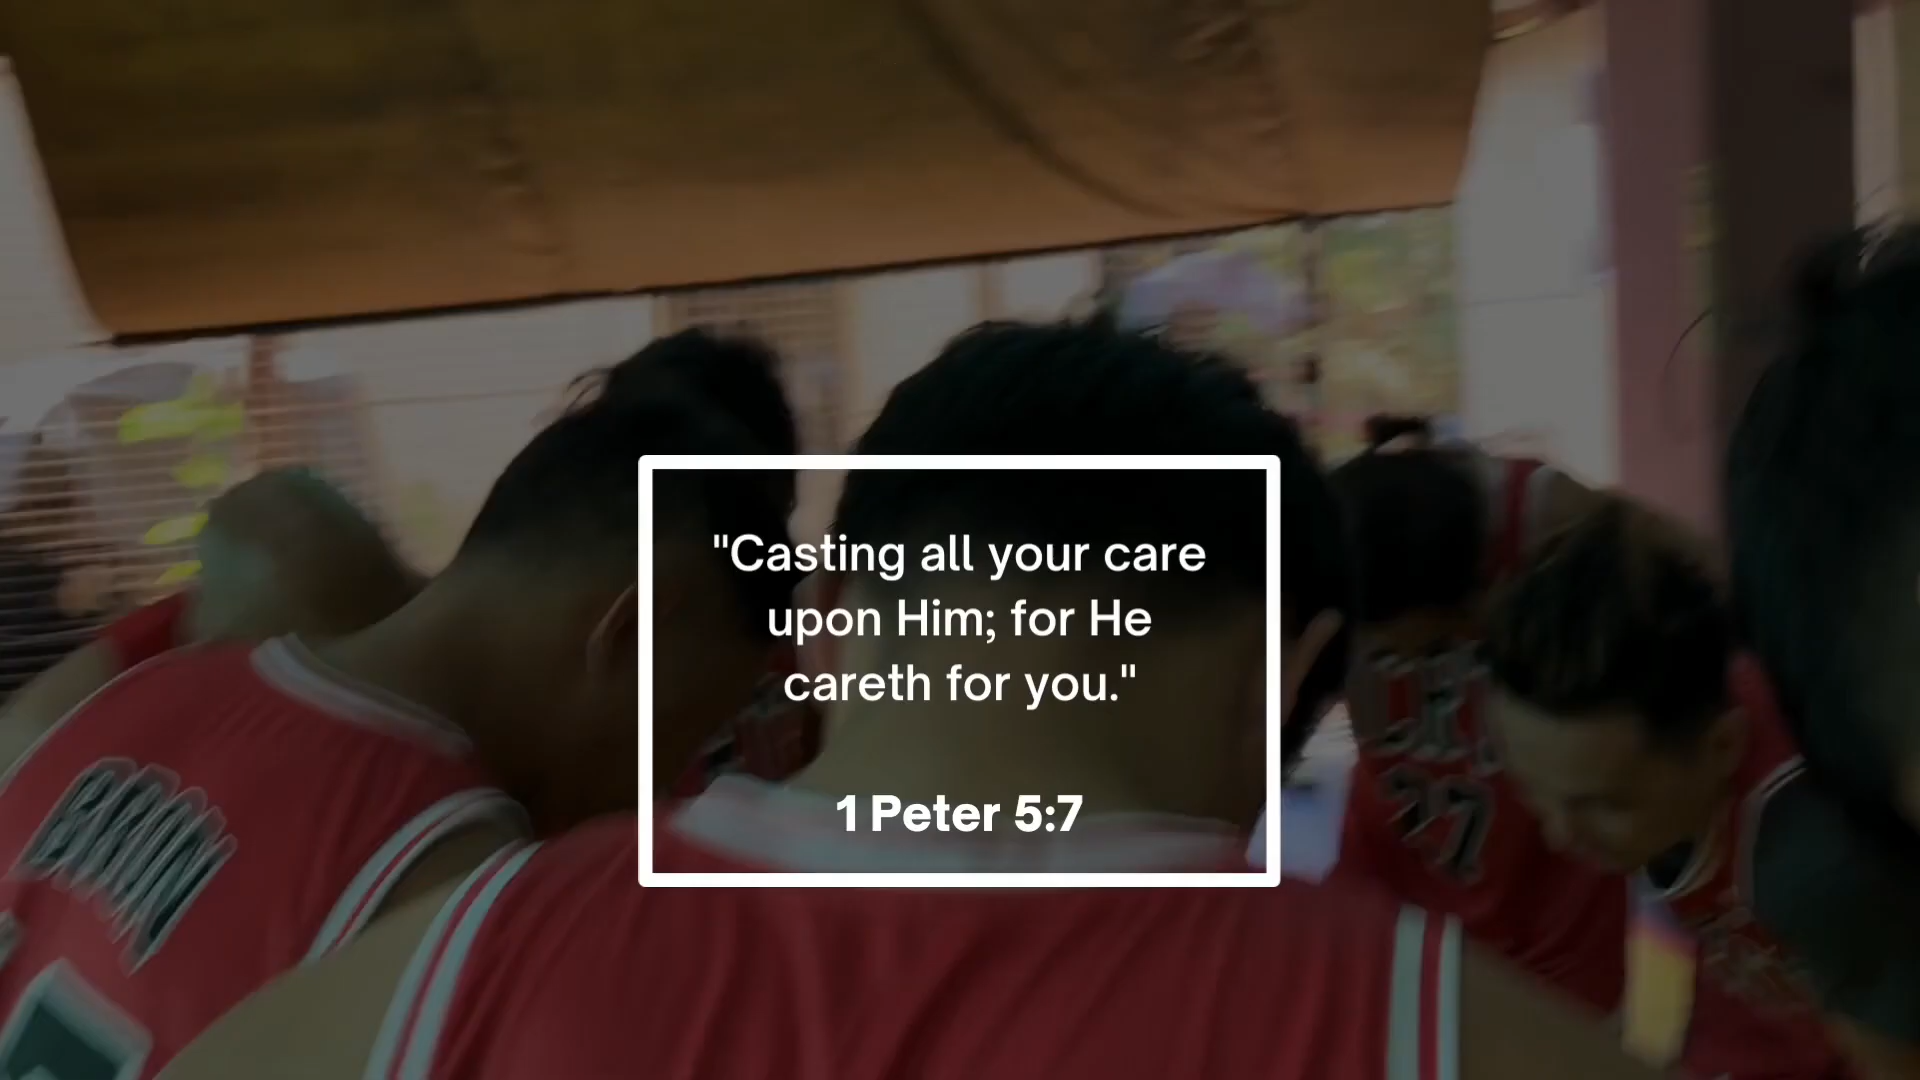 "Casting all your care
upon Him; for He
careth for you."
1 Peter 5:7